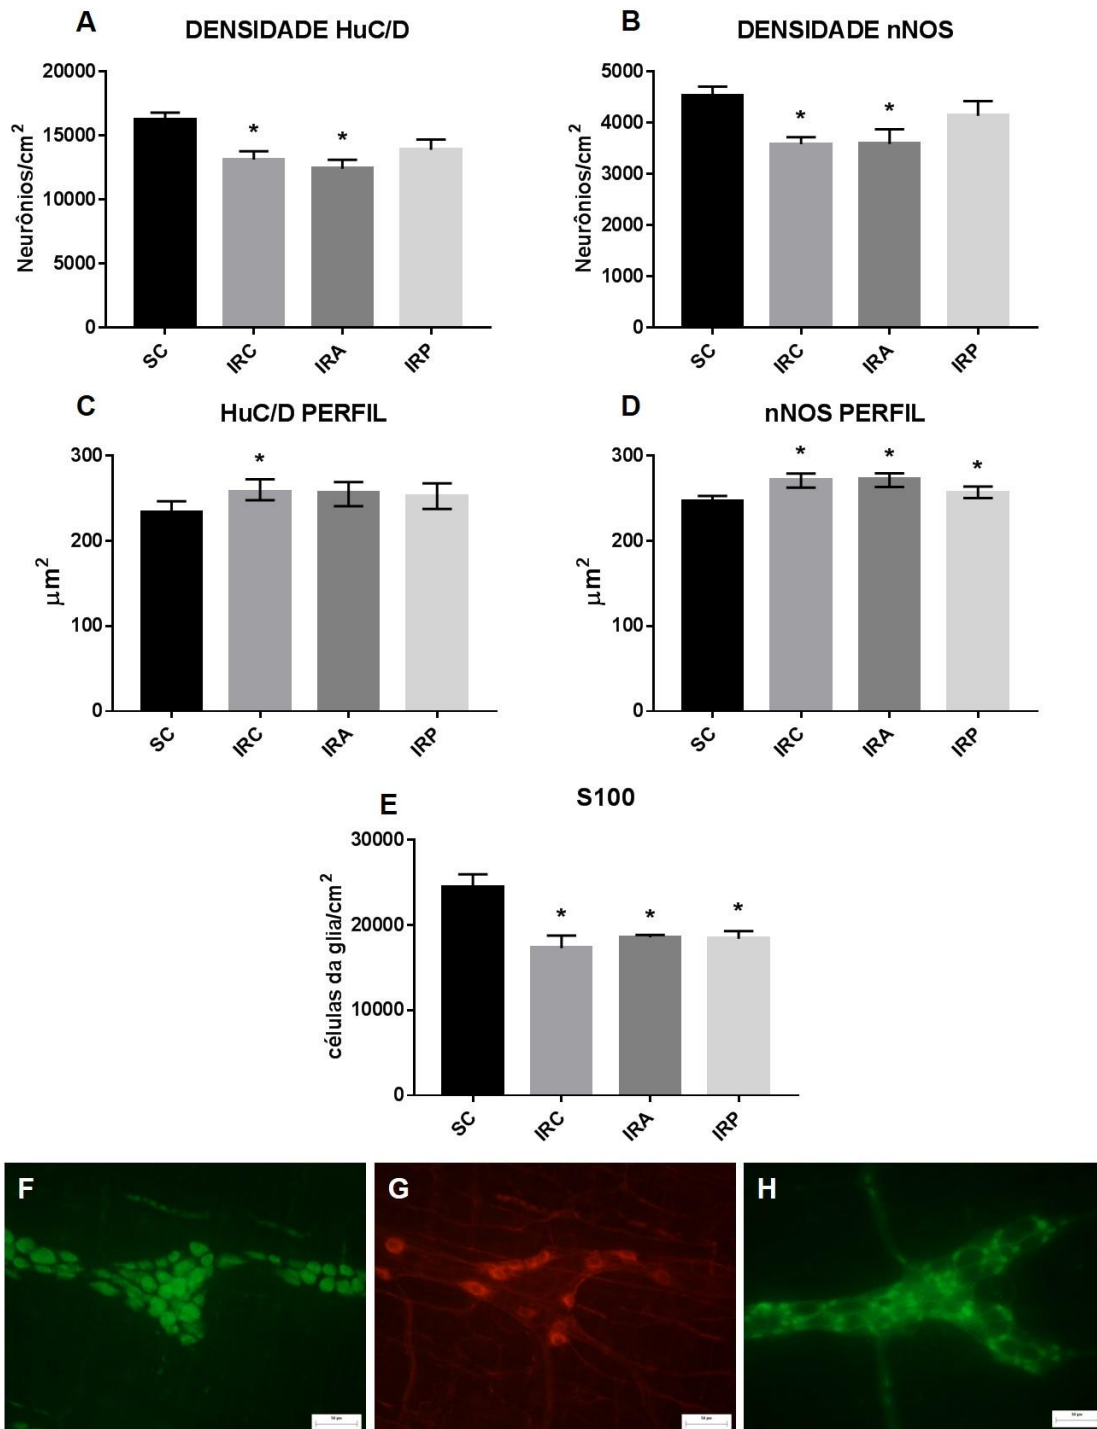 A
DENSIDADE HuC/D
20000
15000
10000
5000
0
Neurônios/cm²
* *
SC IRC IRA IRP
B
DENSIDADE nNOS
5000
4000
3000
2000
1000
0
Neurônios/cm²
* *
SC IRC IRA IRP
C
HuC/D PERFIL
300
200
100
0
µm²
*
SC IRC IRA IRP
D
nNOS PERFIL
300
200
100
0
µm²
* * *
SC IRC IRA IRP
E
S100
30000
20000
10000
0
células da glia/cm²
* * *
SC IRC IRA IRP
F
G
H